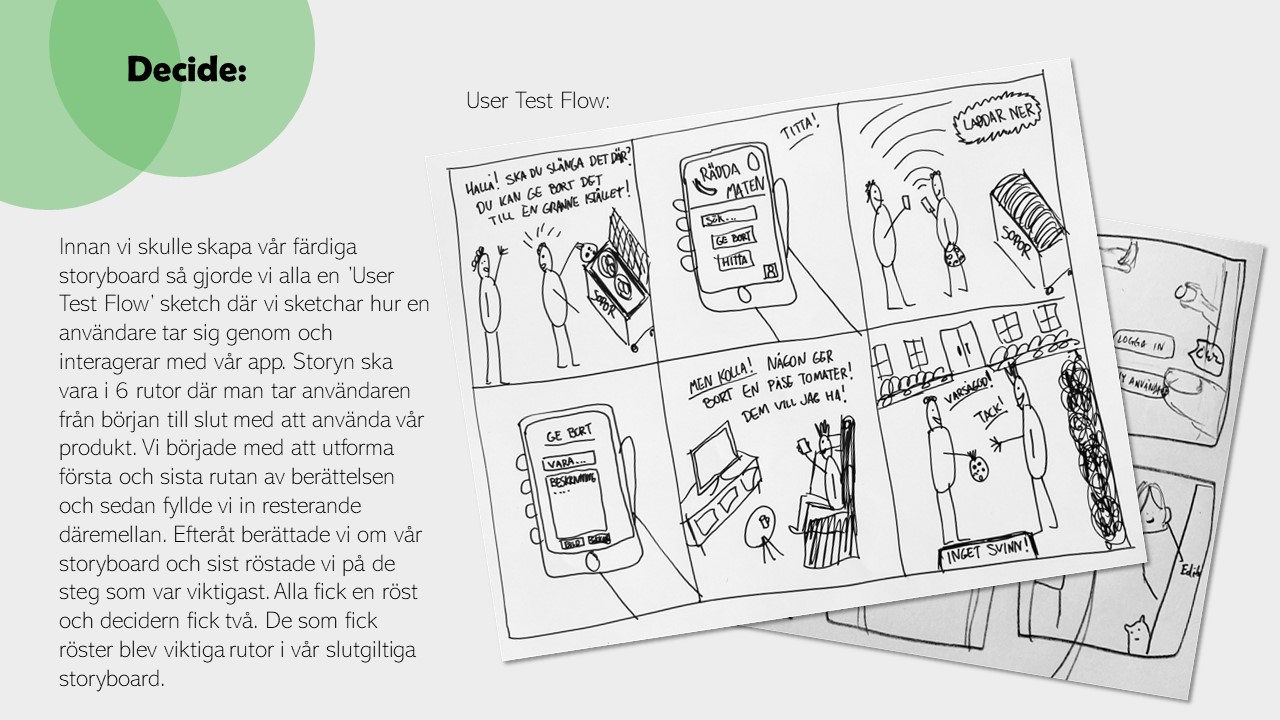 Decide:
User Test Flow:
Innan vi skulle skapa vår färdiga
storyboard så gjorde vi alla en 'User
Test Flow' sketch där vi sketchar hur en
användare tar sig genom och
interagerar med vår app. Storyn ska
vara i 6 rutor där man tar användaren
från början till slut med att använda vår
produkt. Vi började med att utforma
första och sista rutan av berättelsen
och sedan fyllde vi in resterande
däremellan. Efteråt berättade vi om vår
storyboard och sist röstade vi på de
steg som var viktigast. Alla fick en röst
och decidern fick två. De som fick
röster blev viktiga rutor i vår slutgiltiga
storyboard.
HALLÅ! SKA DU SLÄNGA DET DÄR?
DU KAN GE BORT DET
TILL EN GRANNE ISTÄLLET!
SOPOR
TITTA!
RÄDDA
MATEN
SÖK...
GE BORT
HITTA
LADDAR NER
SOPOR
GE BORT
VARA...
BESKRIVNING
MEN KOLLA! NÅGON GER
BORT EN PÅSE TOMATER!
DEM VILL JAG HA!
VARSÅGOD!
TACK!
INGET SVINN!
LOGGA IN